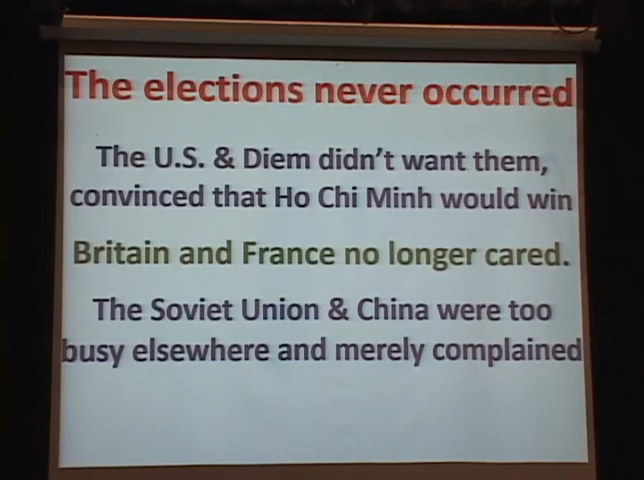 The elections never occurred
The U.S. & Diem didn't want them,
convinced that Ho Chi Minh would win
Britain and France no longer cared.
The Soviet Union & China were too
busy elsewhere and merely complained